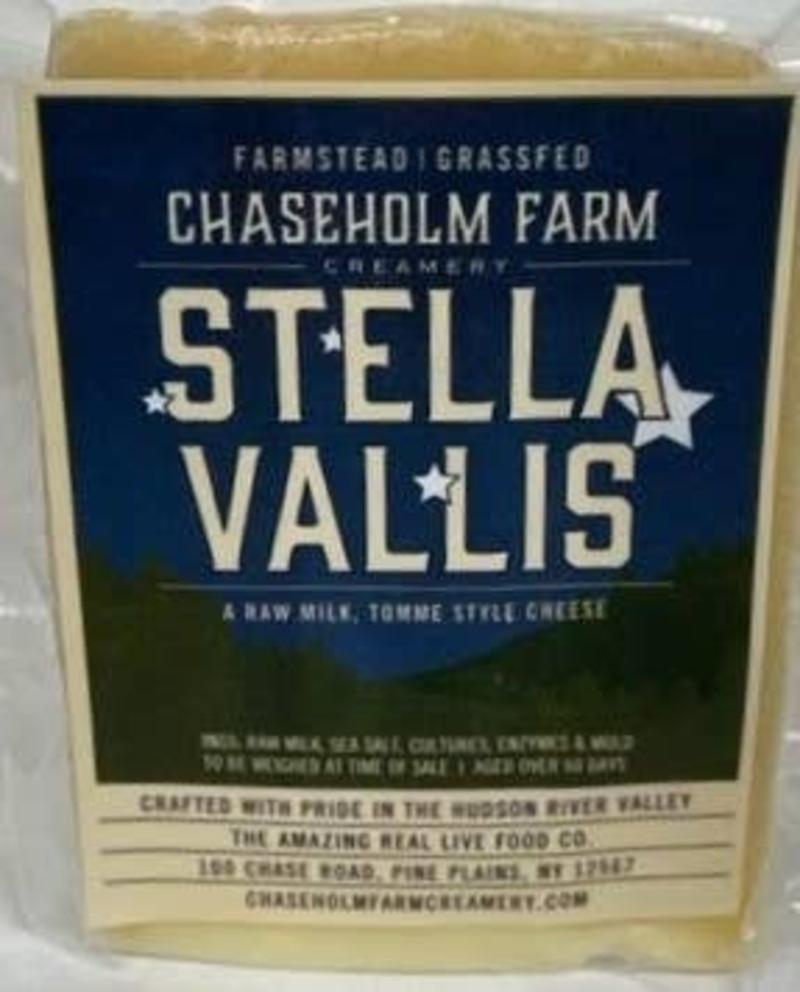 FARMSTEAD | GRASSFED
CHASEHOLM FARM
CREAMERY
STELLA
VALLIS
A RAW MILK, TOMME STYLE CHEESE
INGS. RAW MILK, SEA SALT, CULTURES, ENZYMES & MOLD
TO BE WEIGHED AT TIME OF SALE | AGED OVER 60 DAYS
CRAFTED WITH PRIDE IN THE HUDSON RIVER VALLEY
THE AMAZING REAL LIVE FOOD CO.
CHASE ROAD, PINE PLAINS, NY 12567
CHASEHOLMFARMCREAMERY.COM